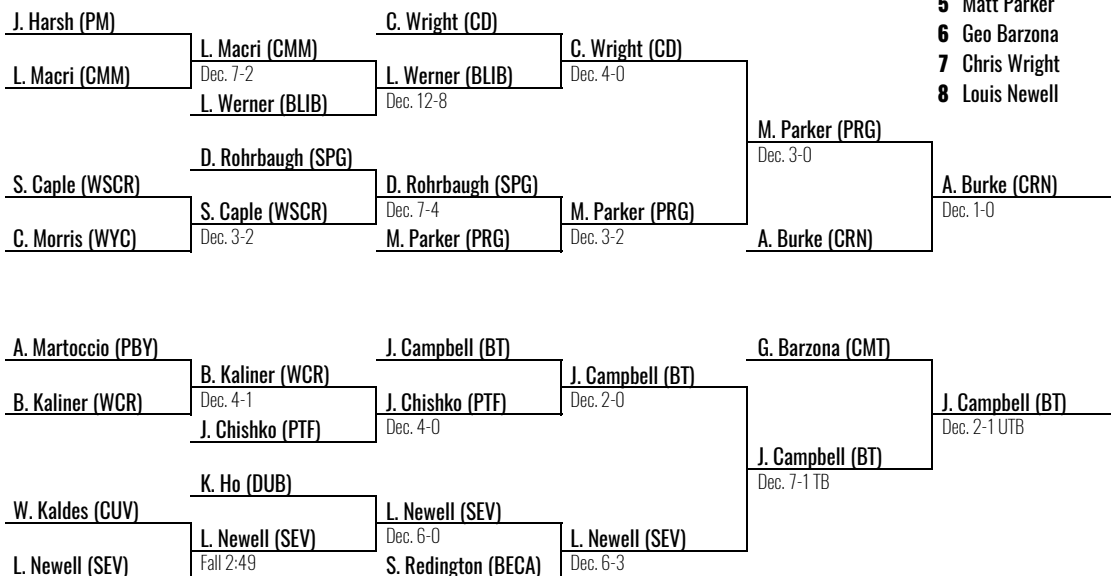 5 Matt Parker
6 Geo Barzona
7 Chris Wright
8 Louis Newell
J. Harsh (PM)
L. Macri (CMM)
L. Macri (CMM)
Dec. 7-2
L. Werner (BLIB)
C. Wright (CD)
L. Werner (BLIB)
Dec. 12-8
C. Wright (CD)
Dec. 4-0
D. Rohrbaugh (SPG)
S. Caple (WSCR)
C. Morris (WYC)
S. Caple (WSCR)
Dec. 3-2
D. Rohrbaugh (SPG)
Dec. 7-4
M. Parker (PRG)
M. Parker (PRG)
Dec. 3-2
M. Parker (PRG)
Dec. 3-0
A. Burke (CRN)
A. Burke (CRN)
Dec. 1-0
A. Martoccio (PBY)
B. Kaliner (WCR)
B. Kaliner (WCR)
Dec. 4-1
J. Chishko (PTF)
J. Campbell (BT)
J. Chishko (PTF)
Dec. 4-0
J. Campbell (BT)
Dec. 2-0
K. Ho (DUB)
W. Kaldes (CUV)
L. Newell (SEV)
L. Newell (SEV)
Fall 2:49
L. Newell (SEV)
Dec. 6-0
S. Redington (BECA)
L. Newell (SEV)
Dec. 6-3
G. Barzona (CMT)
J. Campbell (BT)
Dec. 7-1 TB
J. Campbell (BT)
Dec. 2-1 UTB